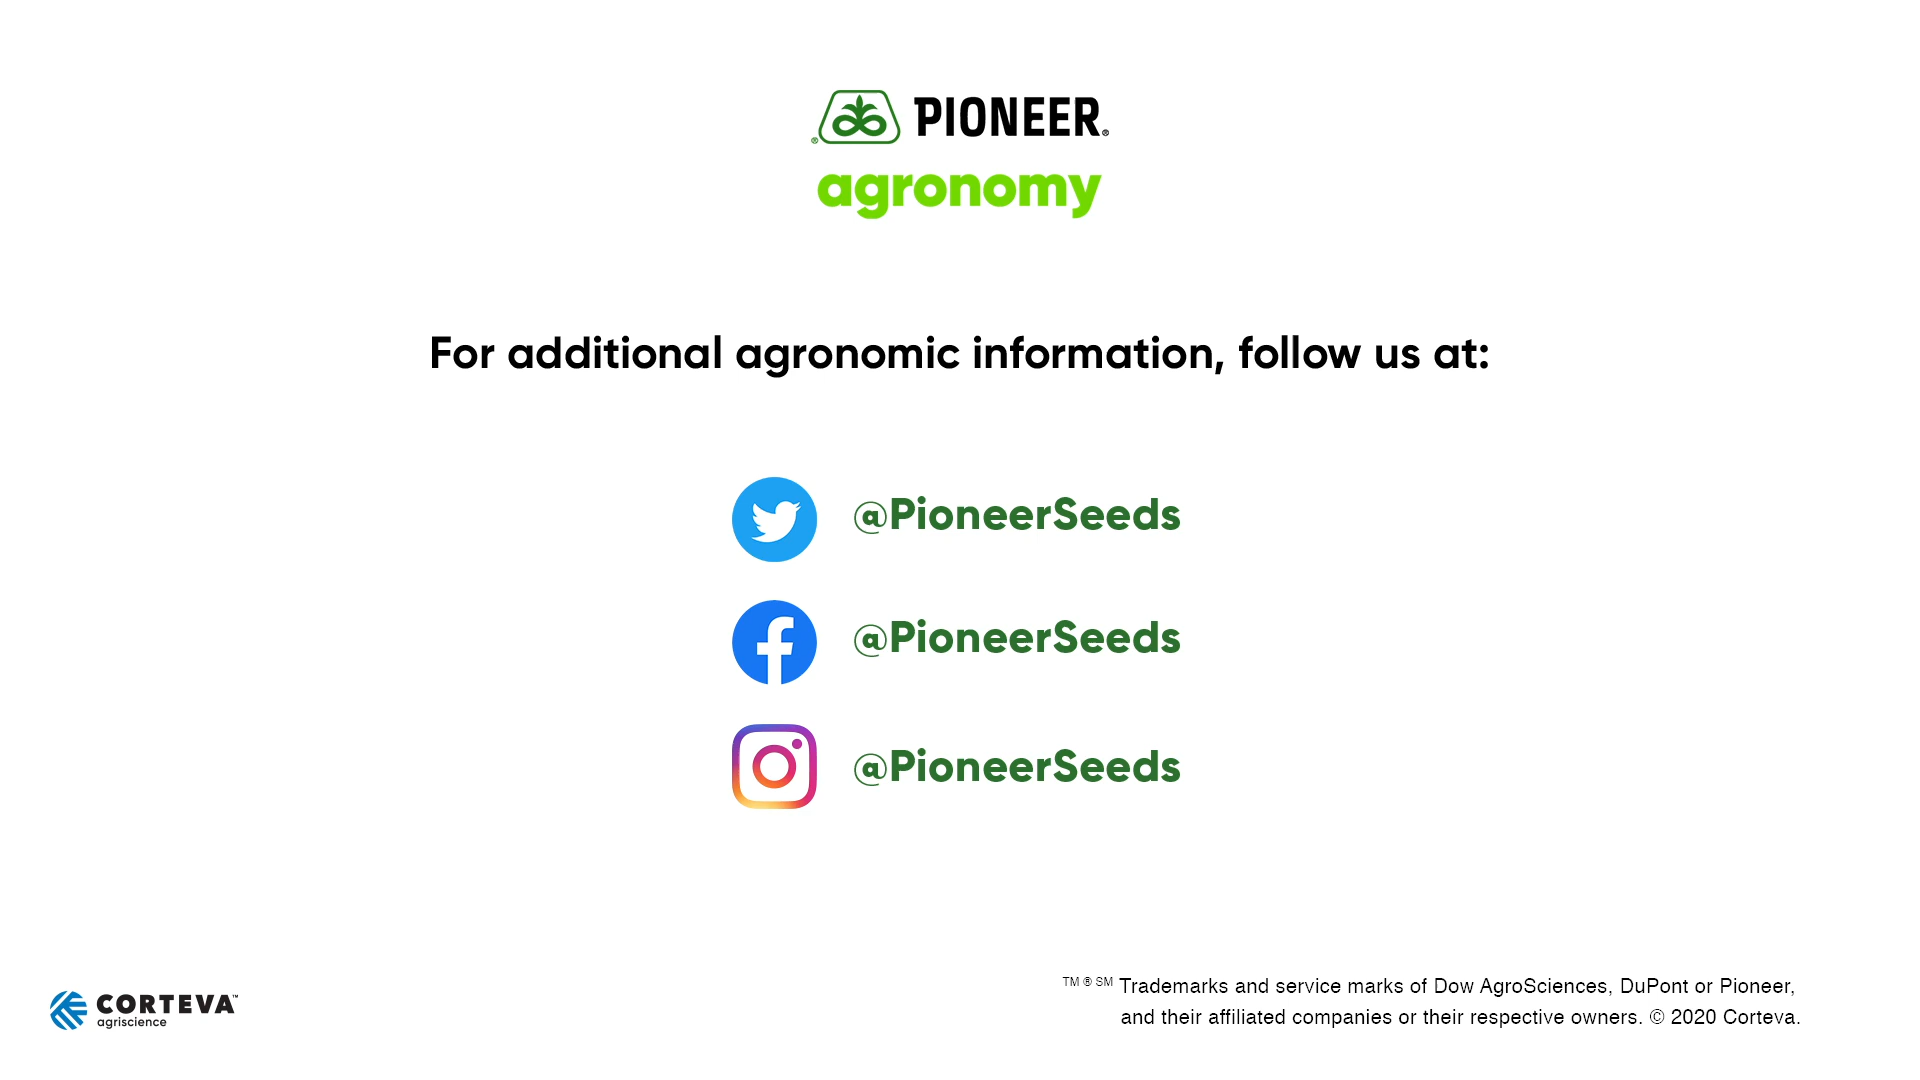 PIONEER®
agronomy
For additional agronomic information, follow us at:
@PioneerSeeds
@PioneerSeeds
@PioneerSeeds
CORTEVA™
agriscience
TM ® SM Trademarks and service marks of Dow AgroSciences, DuPont or Pioneer,
and their affiliated companies or their respective owners. © 2020 Corteva.